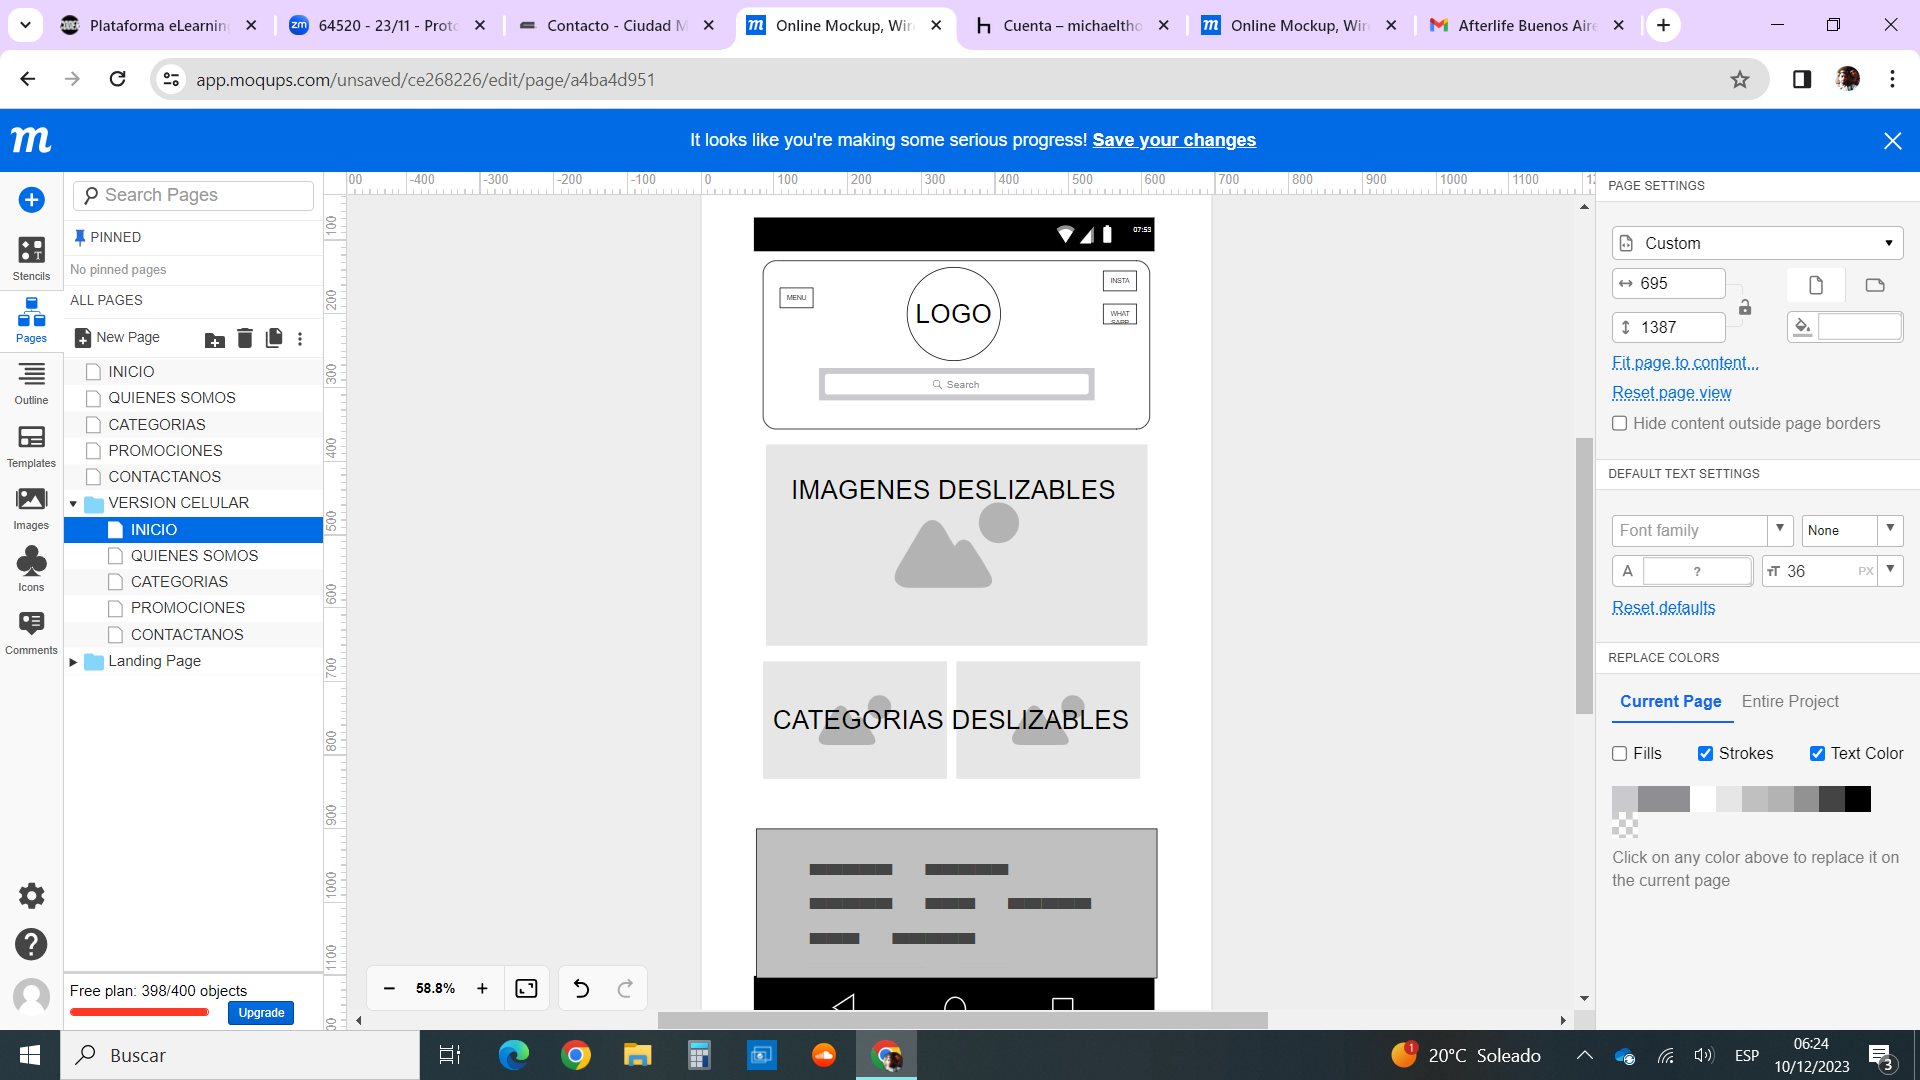 Plataforma eLearning
64520 - 23/11 - Proto
Contacto - Ciudad M
Online Mockup, Wir
Cuenta – michaeltho
Online Mockup, Wir
Afterlife Buenos Aire
app.moqups.com/unsaved/ce268226/edit/page/a4ba4d951
It looks like you're making some serious progress! Save your changes
Search Pages
PINNED
No pinned pages
ALL PAGES
New Page
INICIO
QUIENES SOMOS
CATEGORIAS
PROMOCIONES
CONTACTANOS
VERSION CELULAR
INICIO
QUIENES SOMOS
CATEGORIAS
PROMOCIONES
CONTACTANOS
Landing Page
Free plan: 398/400 objects
Upgrade
Stencils
Pages
Outline
Templates
Images
Icons
Comments
00 -400 -300 -200 -100 0 100 200 300 400 500 600 700 800 900 1000 1100
100
200
300
400
500
600
700
800
900
1000
1100
07:53
MENU
LOGO
INSTA
WHAT
SAPP
Search
IMAGENES DESLIZABLES
CATEGORIAS DESLIZABLES
58.8%
PAGE SETTINGS
Custom
695
1387
Fit page to content...
Reset page view
Hide content outside page borders
DEFAULT TEXT SETTINGS
Font family
None
A ?
36 PX
Reset defaults
REPLACE COLORS
Current Page
Entire Project
Fills
Strokes
Text Color
Click on any color above to replace it on
the current page
Buscar
1
20°C Soleado
ESP
06:24
10/12/2023
3